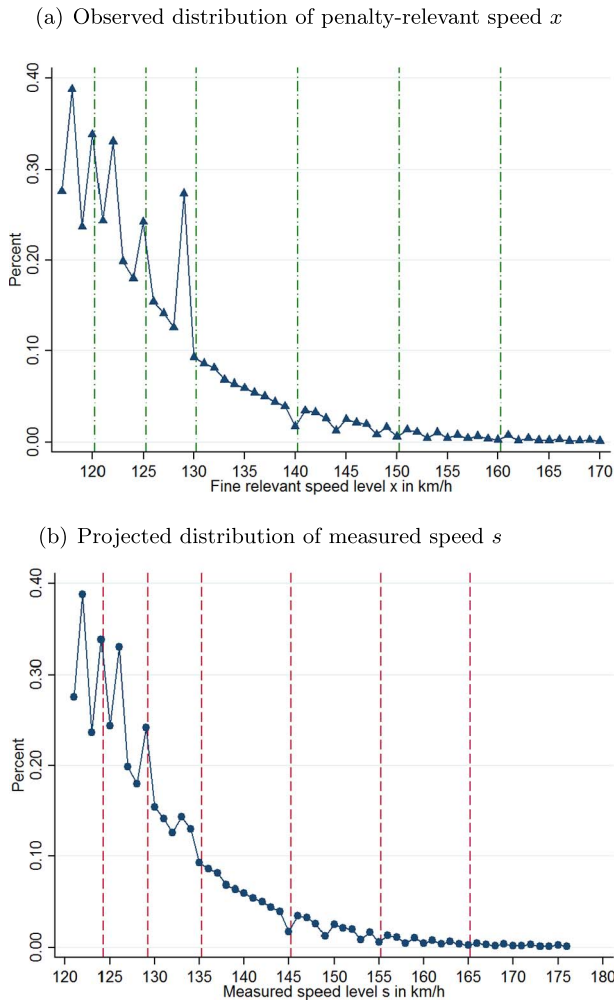 (a) Observed distribution of penalty-relevant speed x
0.40
0.30
0.20
0.10
0.00
Percent
120 125 130 135 140 145 150 155 160 165 170
Fine relevant speed level x in km/h
(b) Projected distribution of measured speed s
0.40
0.30
0.20
0.10
0.00
Percent
120 125 130 135 140 145 150 155 160 165 170 175 180
Measured speed level s in km/h